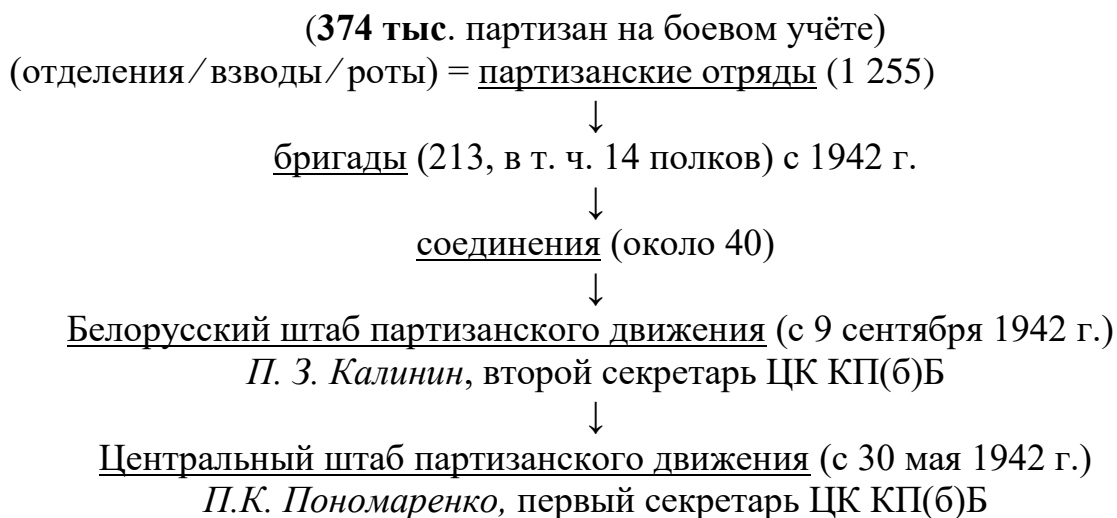 (374 тыс. партизан на боевом учёте)
(отделения ∕ взводы ∕ роты) = партизанские отряды (1 255)
↓
бригады (213, в т. ч. 14 полков) с 1942 г.
↓
соединения (около 40)
↓
Белорусский штаб партизанского движения (с 9 сентября 1942 г.)
П. З. Калинин, второй секретарь ЦК КП(б)Б
↓
Центральный штаб партизанского движения (с 30 мая 1942 г.)
П.К. Пономаренко, первый секретарь ЦК КП(б)Б